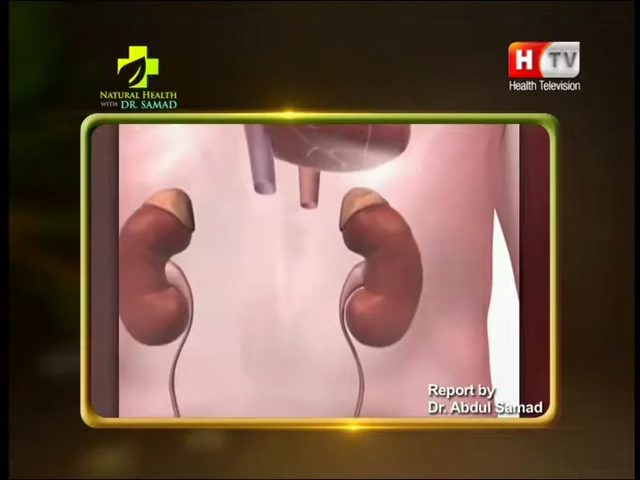 NATURAL HEALTH
WITH DR. SAMAD
H TV
Health Television
Report by
Dr. Abdul Samad